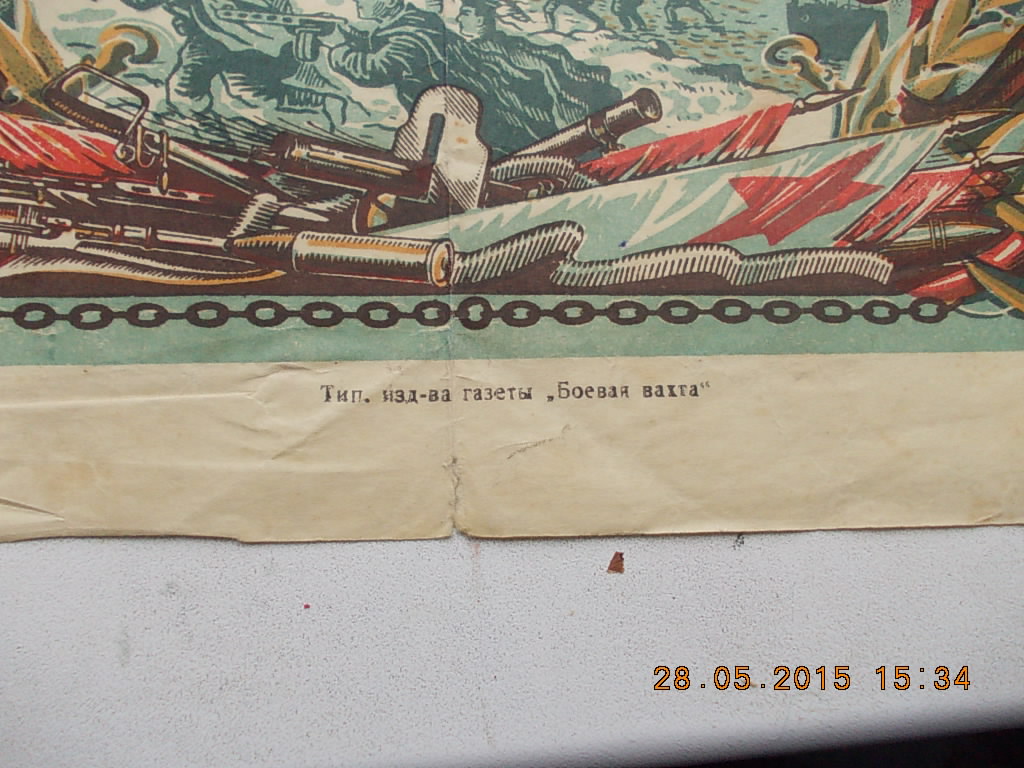 Тип. изд-ва газеты „Боевая вахта“
28.05.2015 15:34